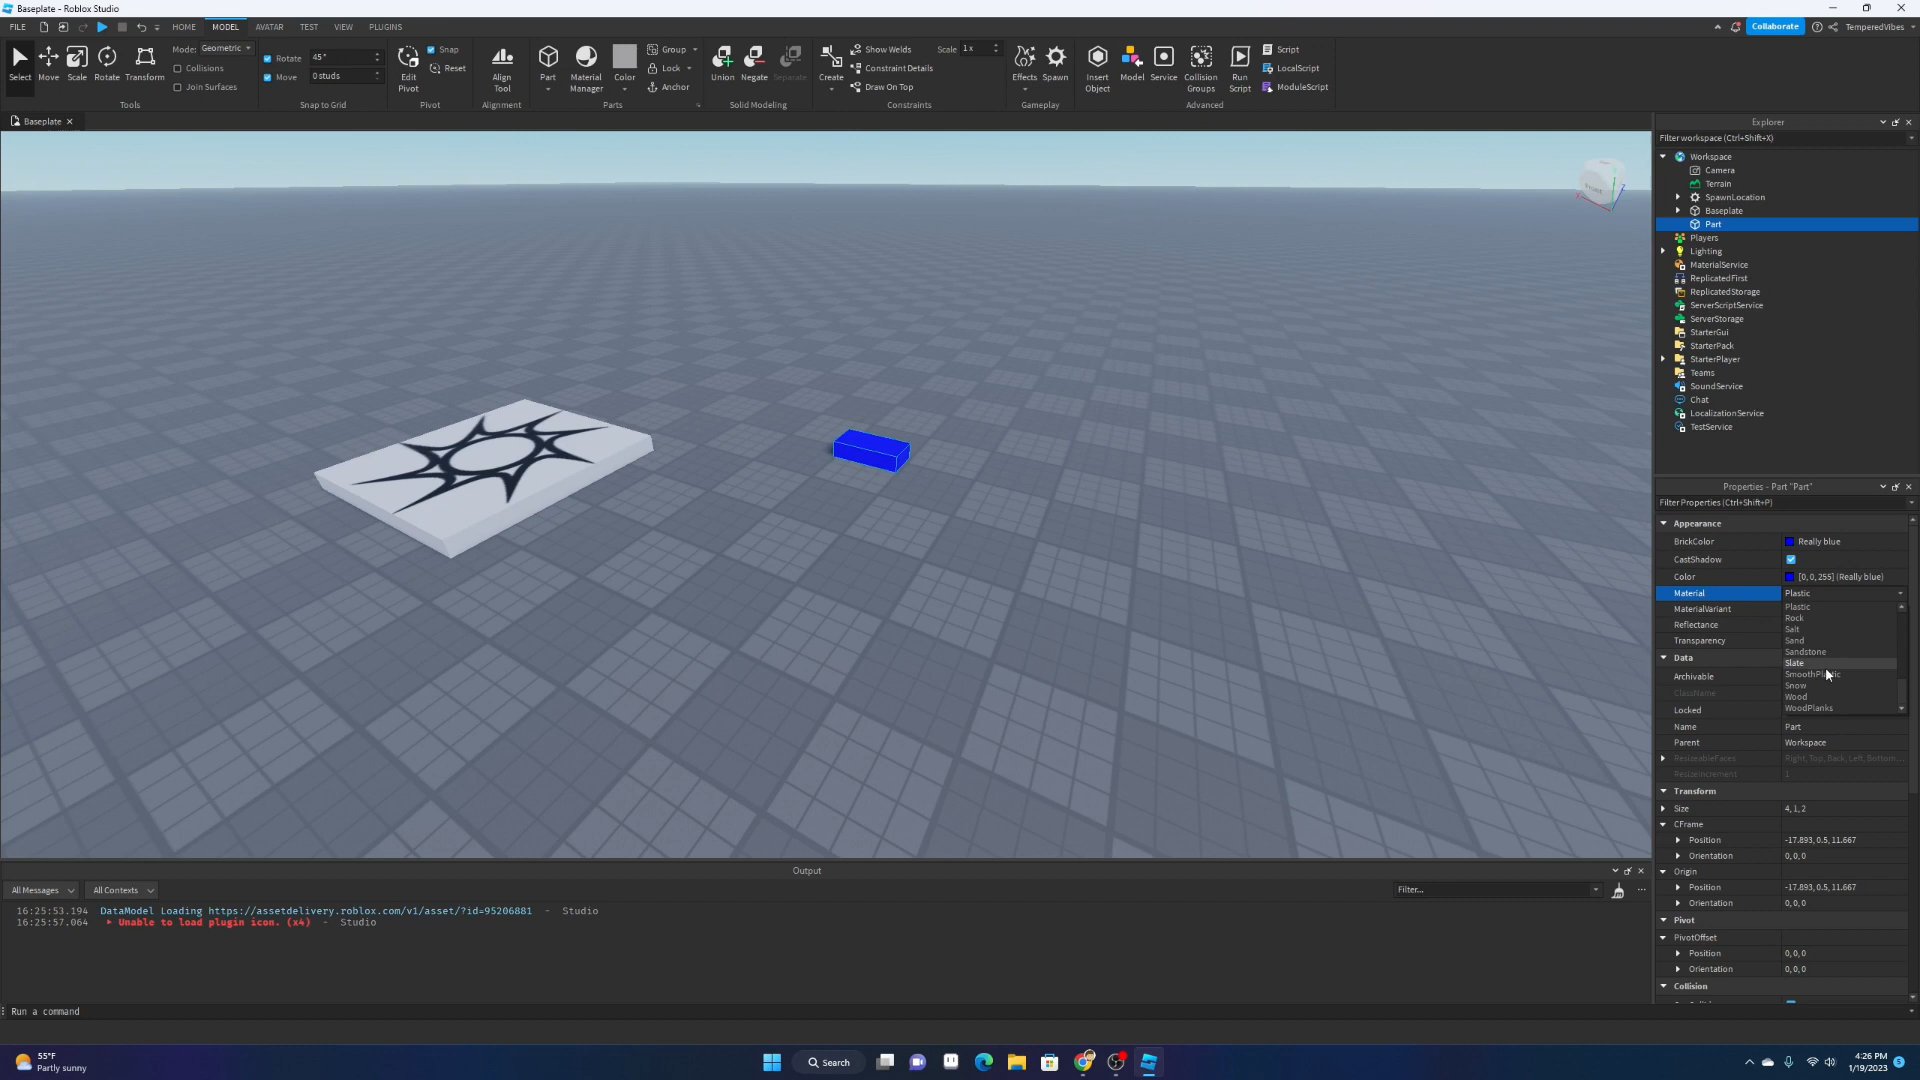 Baseplate - Roblox Studio
FILE HOME MODEL AVATAR TEST VIEW PLUGINS Collaborate TemperedVibes
Mode: Geometric
Collisions
Join Surfaces
Select Move Scale Rotate Transform
Tools
Rotate 45°
Move 0 studs
Snap to Grid
Edit Pivot
Snap
Reset
Pivot
Align Tool
Alignment
Part Material Manager Color
Group
Lock
Anchor
Parts
Union Negate Separate
Solid Modeling
Create
Show Welds Scale 1x
Constraint Details
Draw On Top
Constraints
Effects Spawn
Gameplay
Insert Object Model Service Collision Groups Run Script
Script
LocalScript
ModuleScript
Advanced
Baseplate
Explorer
Filter workspace (Ctrl+Shift+X)
Workspace
Camera
Terrain
SpawnLocation
Baseplate
Part
Players
Lighting
MaterialService
ReplicatedFirst
ReplicatedStorage
ServerScriptService
ServerStorage
StarterGui
StarterPack
StarterPlayer
Teams
SoundService
Chat
LocalizationService
TestService
Properties - Part "Part"
Filter Properties (Ctrl+Shift+P)
Appearance
BrickColor Really blue
CastShadow
Color [0, 0, 255] (Really blue)
Material Plastic
MaterialVariant
Reflectance
Transparency
Plastic
Rock
Salt
Sand
Sandstone
Slate
SmoothPlastic
Snow
Wood
WoodPlanks
Data
Archivable
ClassName
Locked
Name Part
Parent Workspace
ResizeableFaces Right, Top, Back, Left, Bottom...
ResizeIncrement 1
Transform
Size 4, 1, 2
CFrame
Position -17.893, 0.5, 11.667
Orientation 0, 0, 0
Origin
Position -17.893, 0.5, 11.667
Orientation 0, 0, 0
Pivot
PivotOffset
Position 0, 0, 0
Orientation 0, 0, 0
Collision
Output
All Messages All Contexts Filter...
16:25:53.194 DataModel Loading https://assetdelivery.roblox.com/v1/asset/?id=95206881 - Studio
16:25:57.064 Unable to load plugin icon. (x4) - Studio
Run a command
55°F
Partly sunny
Search
4:26 PM
1/19/2023
5